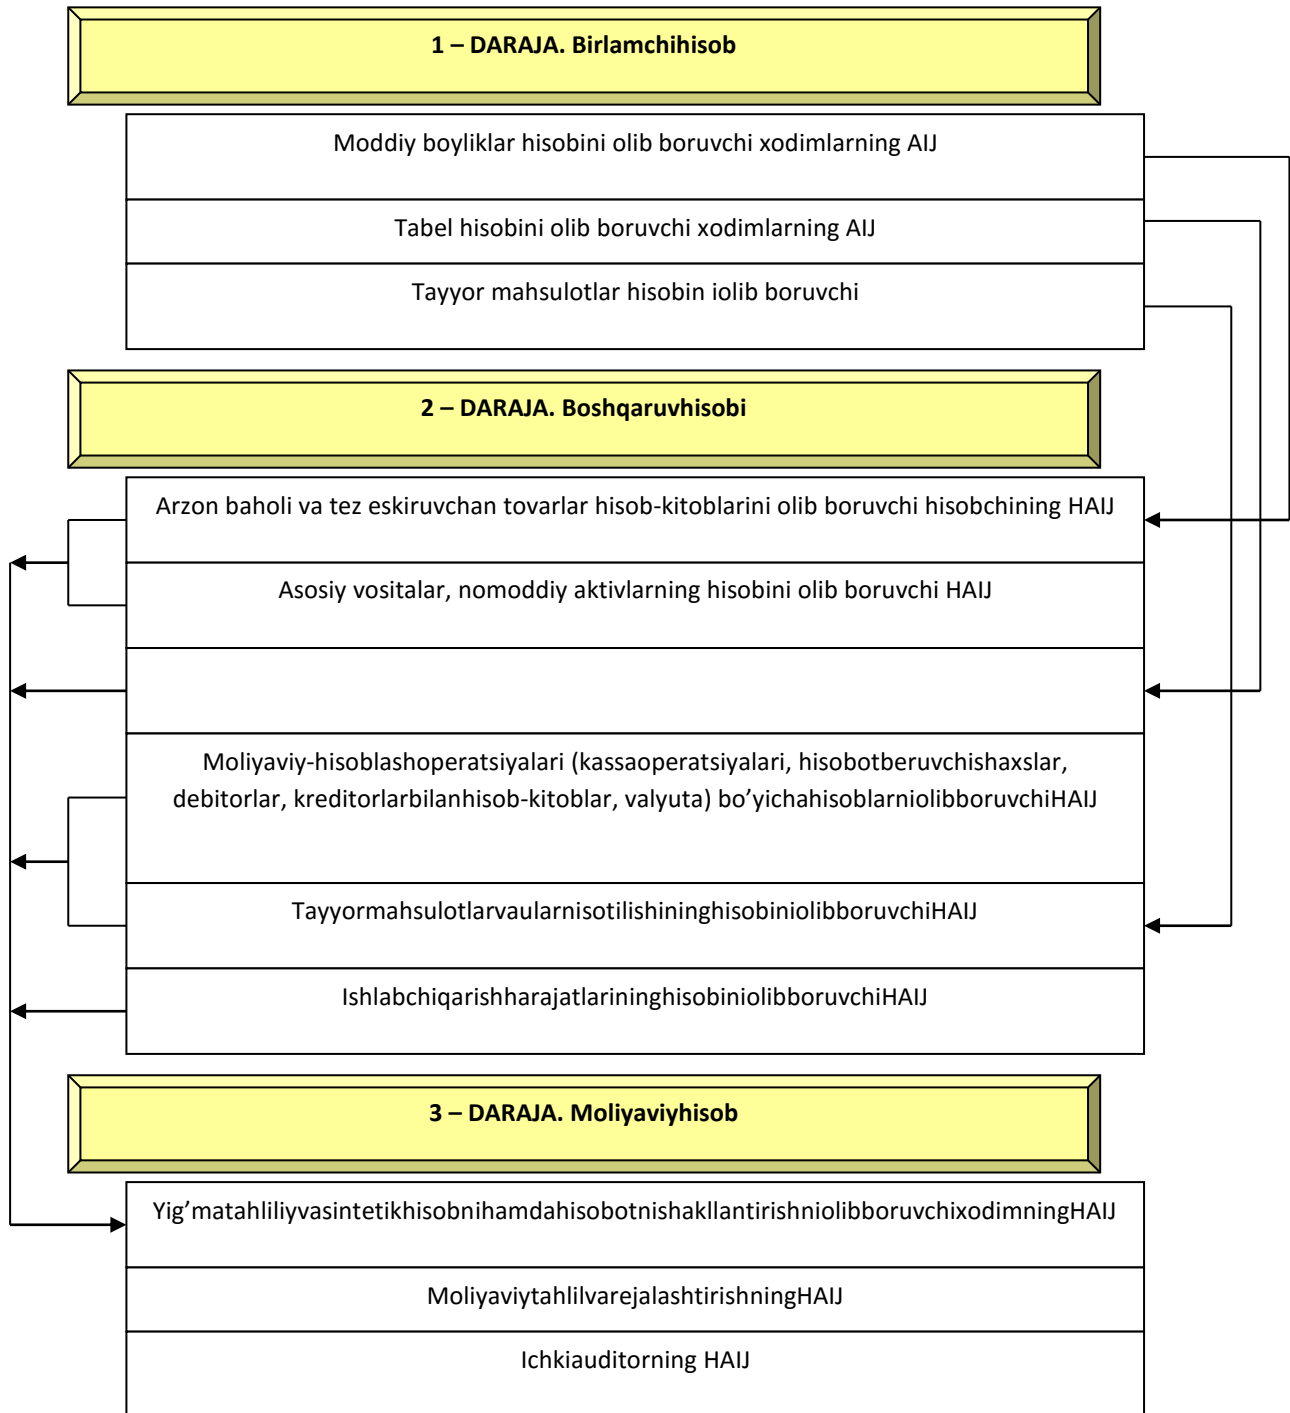 1 – DARAJA. Birlamchihisob
Moddiy boyliklar hisobini olib boruvchi xodimlarning AIJ
Tabel hisobini olib boruvchi xodimlarning AIJ
Tayyor mahsulotlar hisobin iolib boruvchi
2 – DARAJA. Boshqaruvhisobi
Arzon baholi va tez eskiruvchan tovarlar hisob-kitoblarini olib boruvchi hisobchining HAIJ
Asosiy vositalar, nomoddiy aktivlarning hisobini olib boruvchi HAIJ
Moliyaviy-hisoblashoperatsiyalari (kassaoperatsiyalari, hisobotberuvchishaxslar,
debitorlar, kreditorlarbilanhisob-kitoblar, valyuta) bo’yichahisoblarniolibboruvchiHAIJ
TayyormahsulotlarvaularnisotilishininghisobiniolibboruvchiHAIJ
IshlabchiqarishharajatlarininghisobiniolibboruvchiHAIJ
3 – DARAJA. Moliyaviyhisob
Yig’matahliliyvasintetikhisobnihamdahisobotnishakllantirishniolibboruvchixodimningHAIJ
MoliyaviytahlilvarejalashtirishningHAIJ
Ichkiauditorning HAIJ